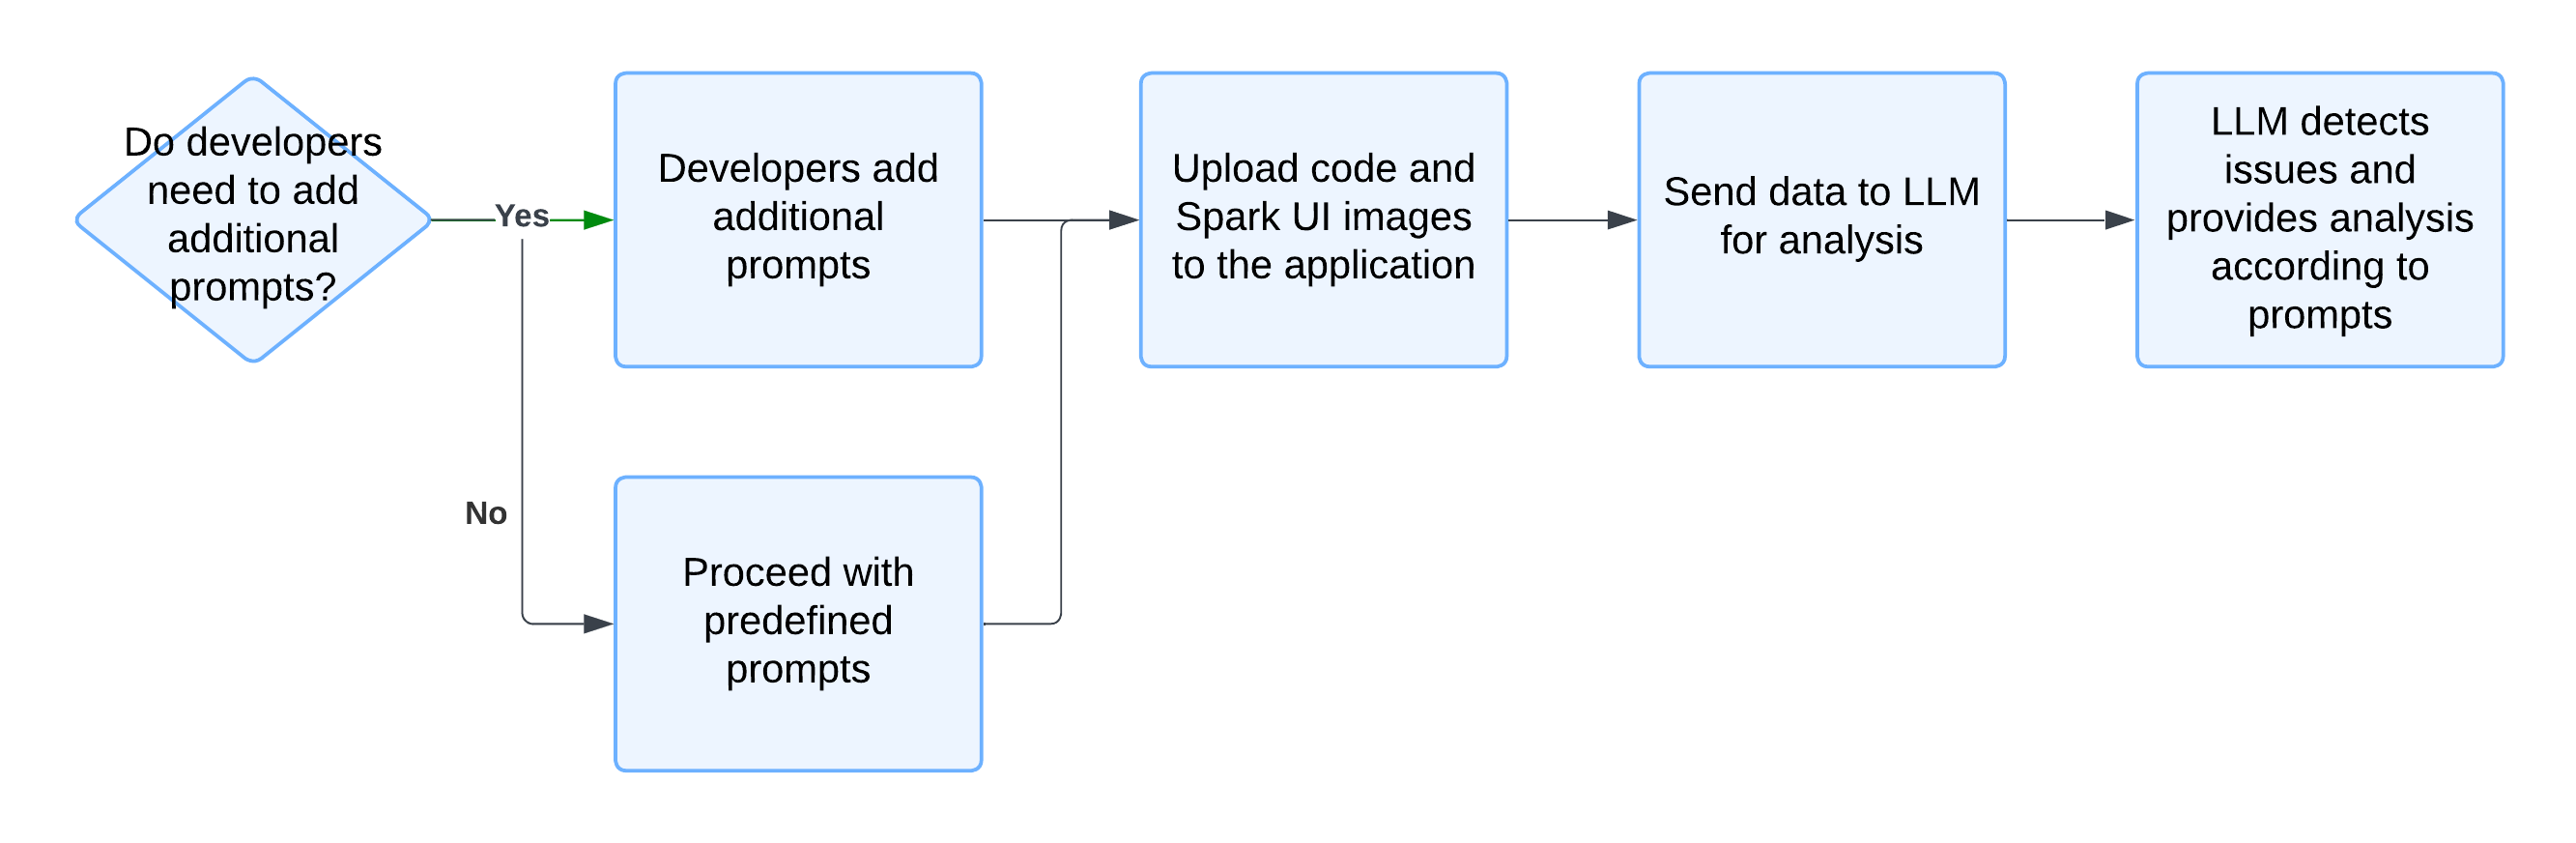 Do developers
need to add
additional
prompts?
Yes
Developers add
additional
prompts
Upload code and
Spark UI images
to the application
Send data to LLM
for analysis
LLM detects
issues and
provides analysis
according to
prompts
No
Proceed with
predefined
prompts